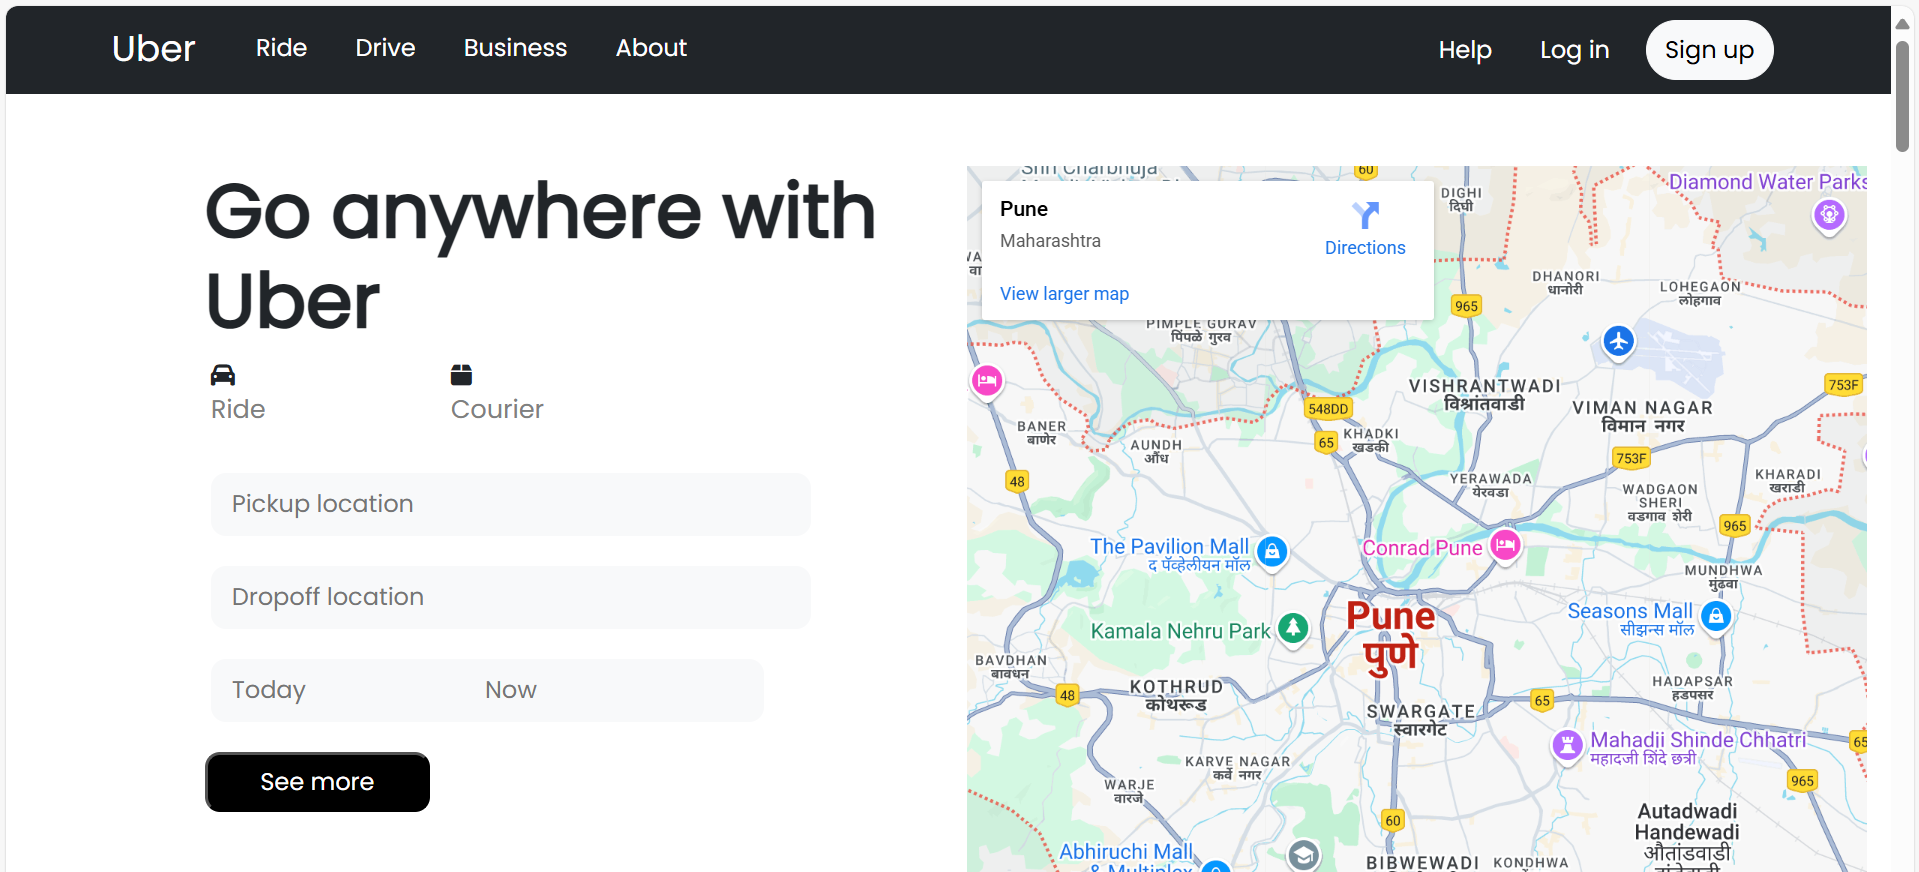 Uber
Ride
Drive
Business
About
Help
Log in
Sign up
Go anywhere with
Uber
Ride
Courier
Pickup location
Dropoff location
Today
Now
See more
Shri Charbhuja
Pune
Maharashtra
Directions
View larger map
60
DIGHI
दिघी
Diamond Water Parks
DHANORI
धानोरी
LOHEGAON
लोहगाव
965
PIMPLE GURAV
पिंपळे गुरव
VISHRANTWADI
विश्रांतवाडी
753F
548DD
VIMAN NAGAR
विमान नगर
BANER
बाणेर
AUNDH
औंध
65
KHADKI
खडकी
753F
48
YERAWADA
येरवडा
KHARADI
खराडी
WADGAON
SHERI
वडगाव शेरी
965
The Pavilion Mall
द पॅव्हेलीयन मॉल
Conrad Pune
MUNDHWA
मुंढवा
Kamala Nehru Park
Pune
पुणे
Seasons Mall
सीझन्स मॉल
BAVDHAN
बावधन
48
KOTHRUD
कोथरूड
HADAPSAR
हडपसर
65
SWARGATE
स्वारगेट
Mahadji Shinde Chhatri
महादजी शिंदे छत्री
65
KARVE NAGAR
कर्वे नगर
WARJE
वारजे
965
60
Autadwadi
Handewadi
औतांडवाडी
Abhiruchi Mall
& Multiplex
BIBWEWADI
KONDHWA